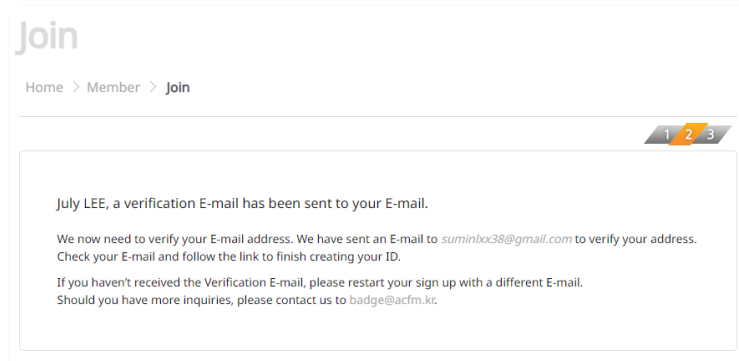 Join
Home > Member > Join
1 2 3
July LEE, a verification E-mail has been sent to your E-mail.
We now need to verify your E-mail address. We have sent an E-mail to suminlxx38@gmail.com to verify your address.
Check your E-mail and follow the link to finish creating your ID.
If you haven't received the Verification E-mail, please restart your sign up with a different E-mail.
Should you have more inquiries, please contact us to badge@acfm.kr.